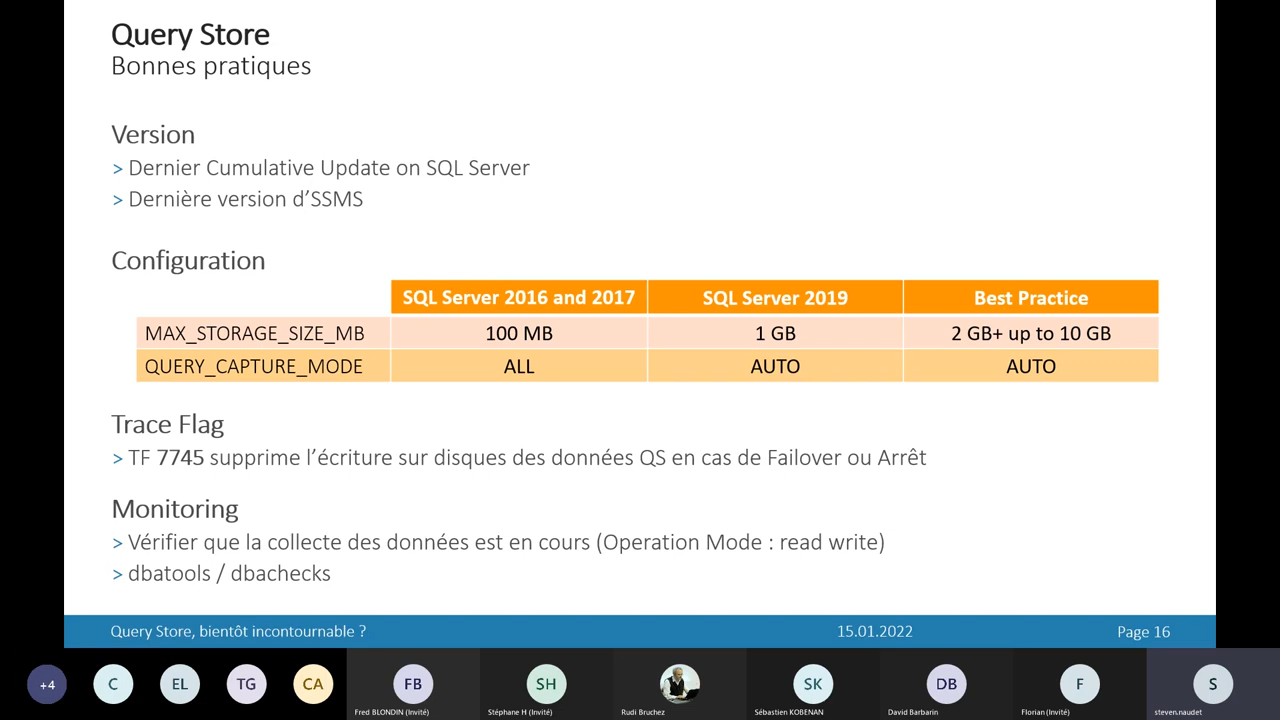 Query Store
Bonnes pratiques
Version
> Dernier Cumulative Update on SQL Server
> Dernière version d’SSMS
Configuration
SQL Server 2016 and 2017 SQL Server 2019 Best Practice
MAX_STORAGE_SIZE_MB 100 MB 1 GB 2 GB+ up to 10 GB
QUERY_CAPTURE_MODE ALL AUTO AUTO
Trace Flag
> TF 7745 supprime l’écriture sur disques des données QS en cas de Failover ou Arrêt
Monitoring
> Vérifier que la collecte des données est en cours (Operation Mode : read write)
> dbatools / dbachecks
Query Store, bientôt incontournable ? 15.01.2022 Page 16
+4 C EL TG CA FB SH SK DB F S
Fred BLONDIN (Invité) Stéphane H (Invité) Rudi Bruchez Sébastien KOBENAN David Barbarin Florian (Invité) steven.naudet